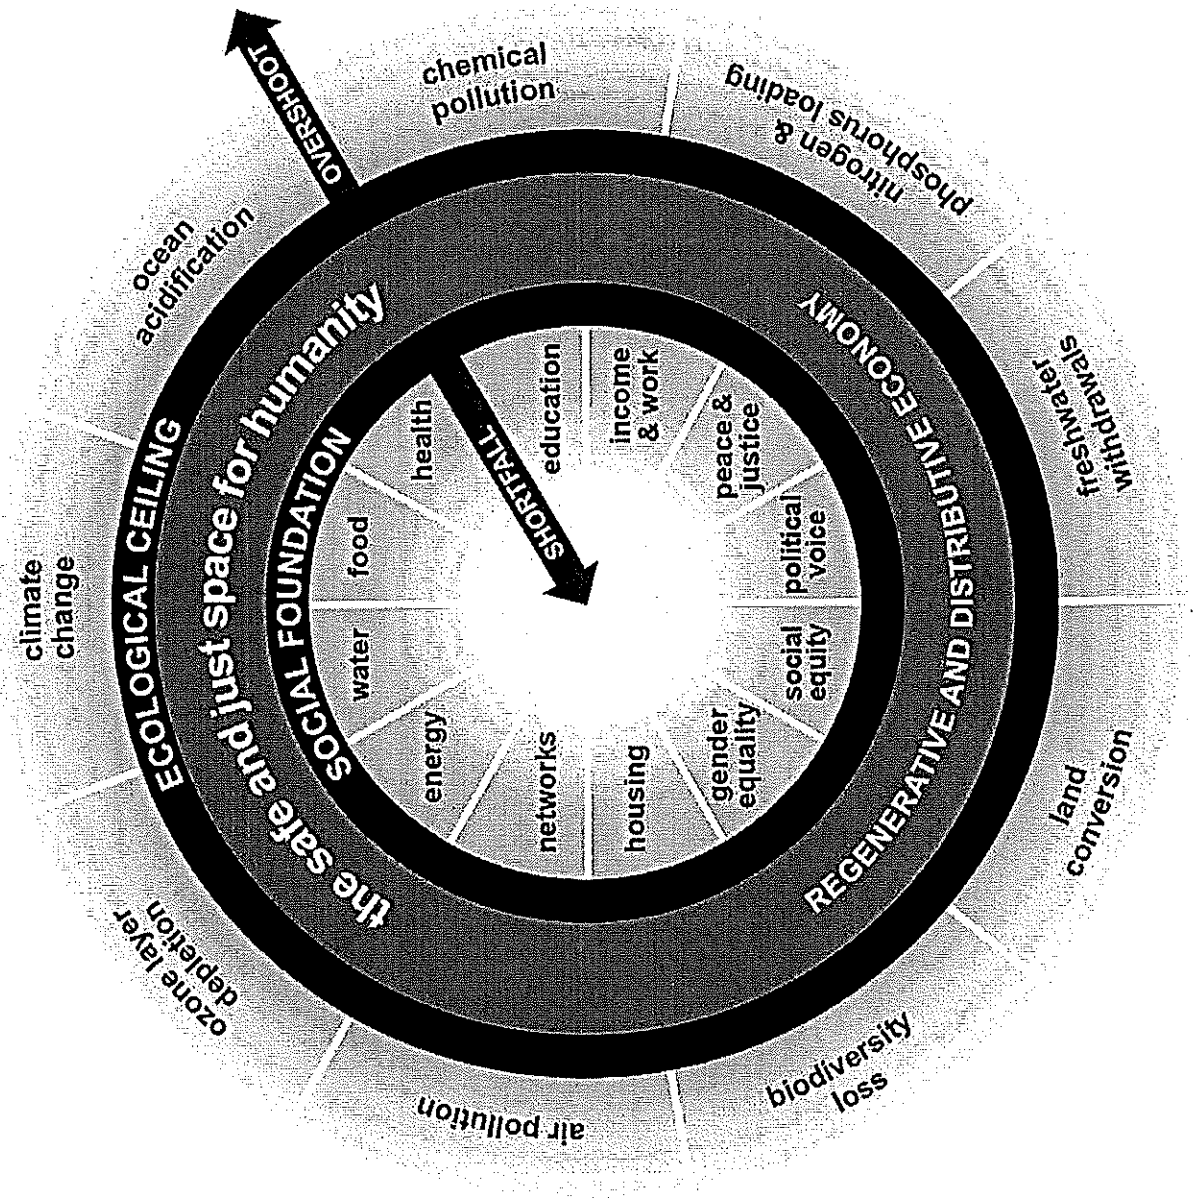 climate
change
ocean
acidification
chemical
pollution
nitrogen &
phosphorus loading
freshwater
withdrawals
land
conversion
biodiversity
loss
air pollution
ozone layer
depletion
OVERSHOOT
ECOLOGICAL CEILING
the safe and just space for humanity
SOCIAL FOUNDATION
SHORTFALL
water
food
health
education
income
& work
peace &
justice
political
voice
social
equity
gender
equality
housing
networks
energy
REGENERATIVE AND DISTRIBUTIVE ECONOMY